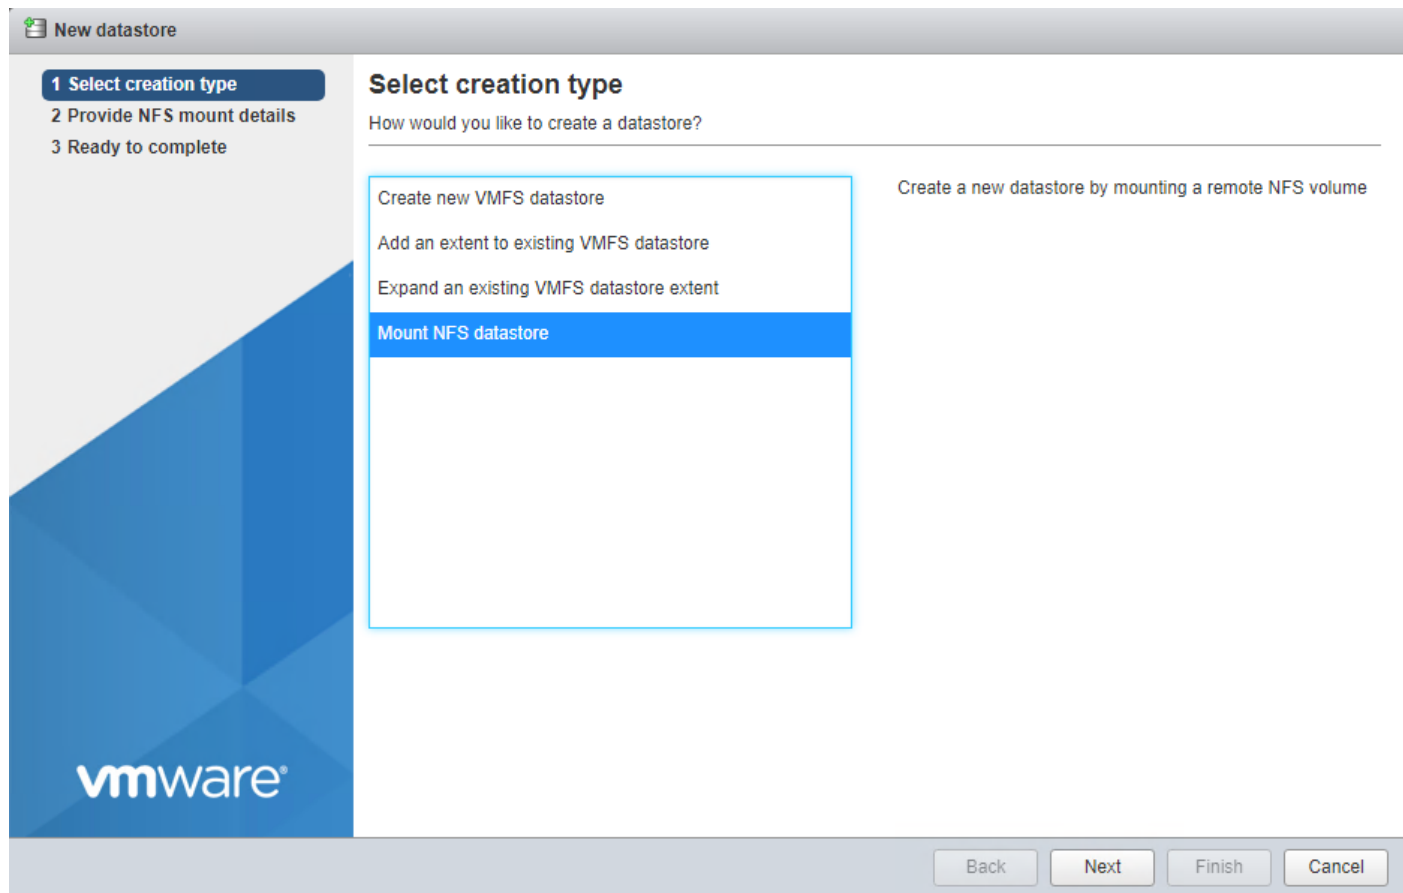 New datastore
1 Select creation type
2 Provide NFS mount details
3 Ready to complete
Select creation type
How would you like to create a datastore?
Create new VMFS datastore
Add an extent to existing VMFS datastore
Expand an existing VMFS datastore extent
Mount NFS datastore
Create a new datastore by mounting a remote NFS volume
vmware®
Back
Next
Finish
Cancel